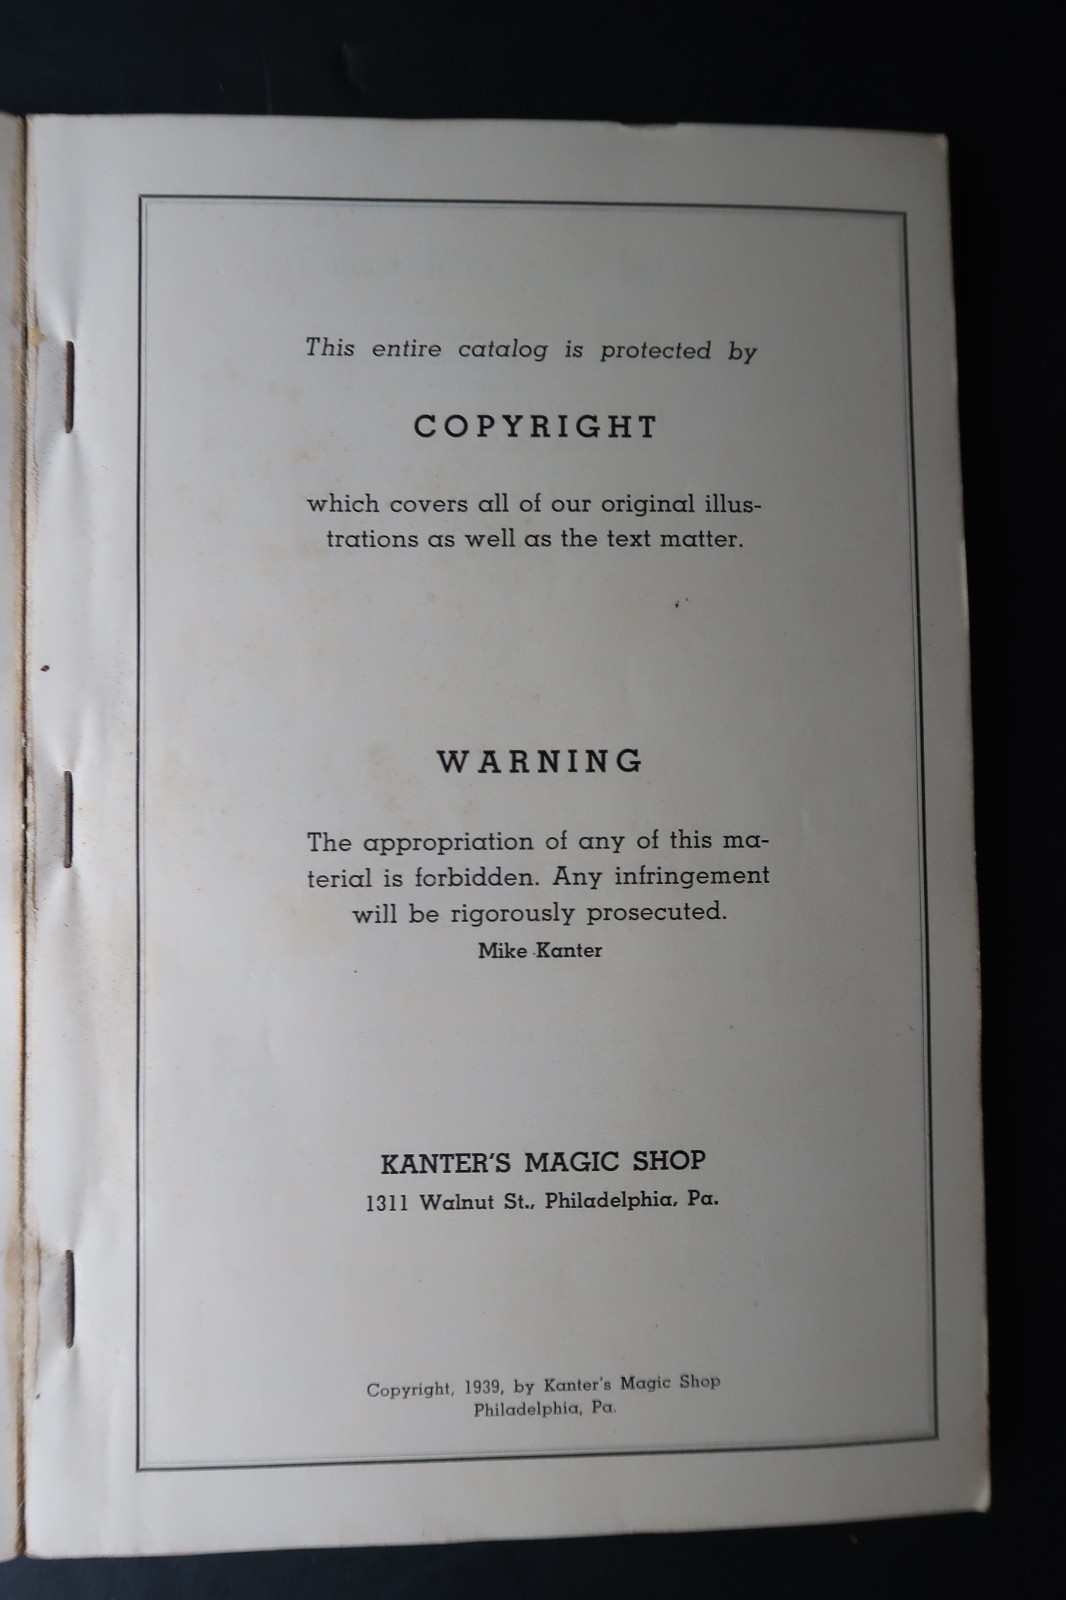 This entire catalog is protected by
COPYRIGHT
which covers all of our original illus-
trations as well as the text matter.
WARNING
The appropriation of any of this ma-
terial is forbidden. Any infringement
will be rigorously prosecuted.
Mike Kanter
KANTER'S MAGIC SHOP
1311 Walnut St., Philadelphia, Pa.
Copyright, 1939, by Kanter's Magic Shop
Philadelphia, Pa.